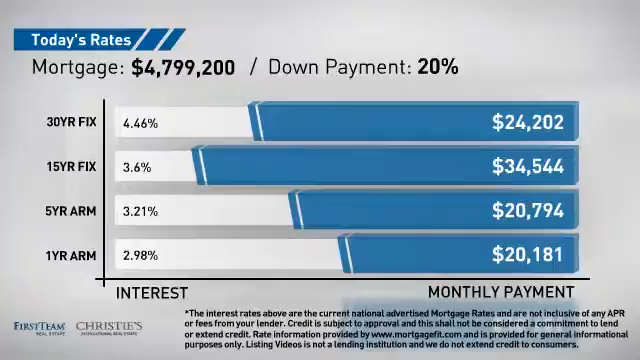 Today's Rates
Mortgage: $4,799,200 / Down Payment: 20%
30YR FIX 4.46% $24,202
15YR FIX 3.6% $34,544
5YR ARM 3.21% $20,794
1YR ARM 2.98% $20,181
INTEREST MONTHLY PAYMENT
FIRSTTEAM REAL ESTATE CHRISTIE'S INTERNATIONAL REAL ESTATE
*The interest rates above are the current national advertised Mortgage Rates and are not inclusive of any APR
or fees from your lender. Credit is subject to approval and this shall not be considered a commitment to lend
or extend credit. Rate information provided by www.mortgagefit.com and is provided for general informational
purposes only. Listing Videos is not a lending institution and we do not extend credit to consumers.